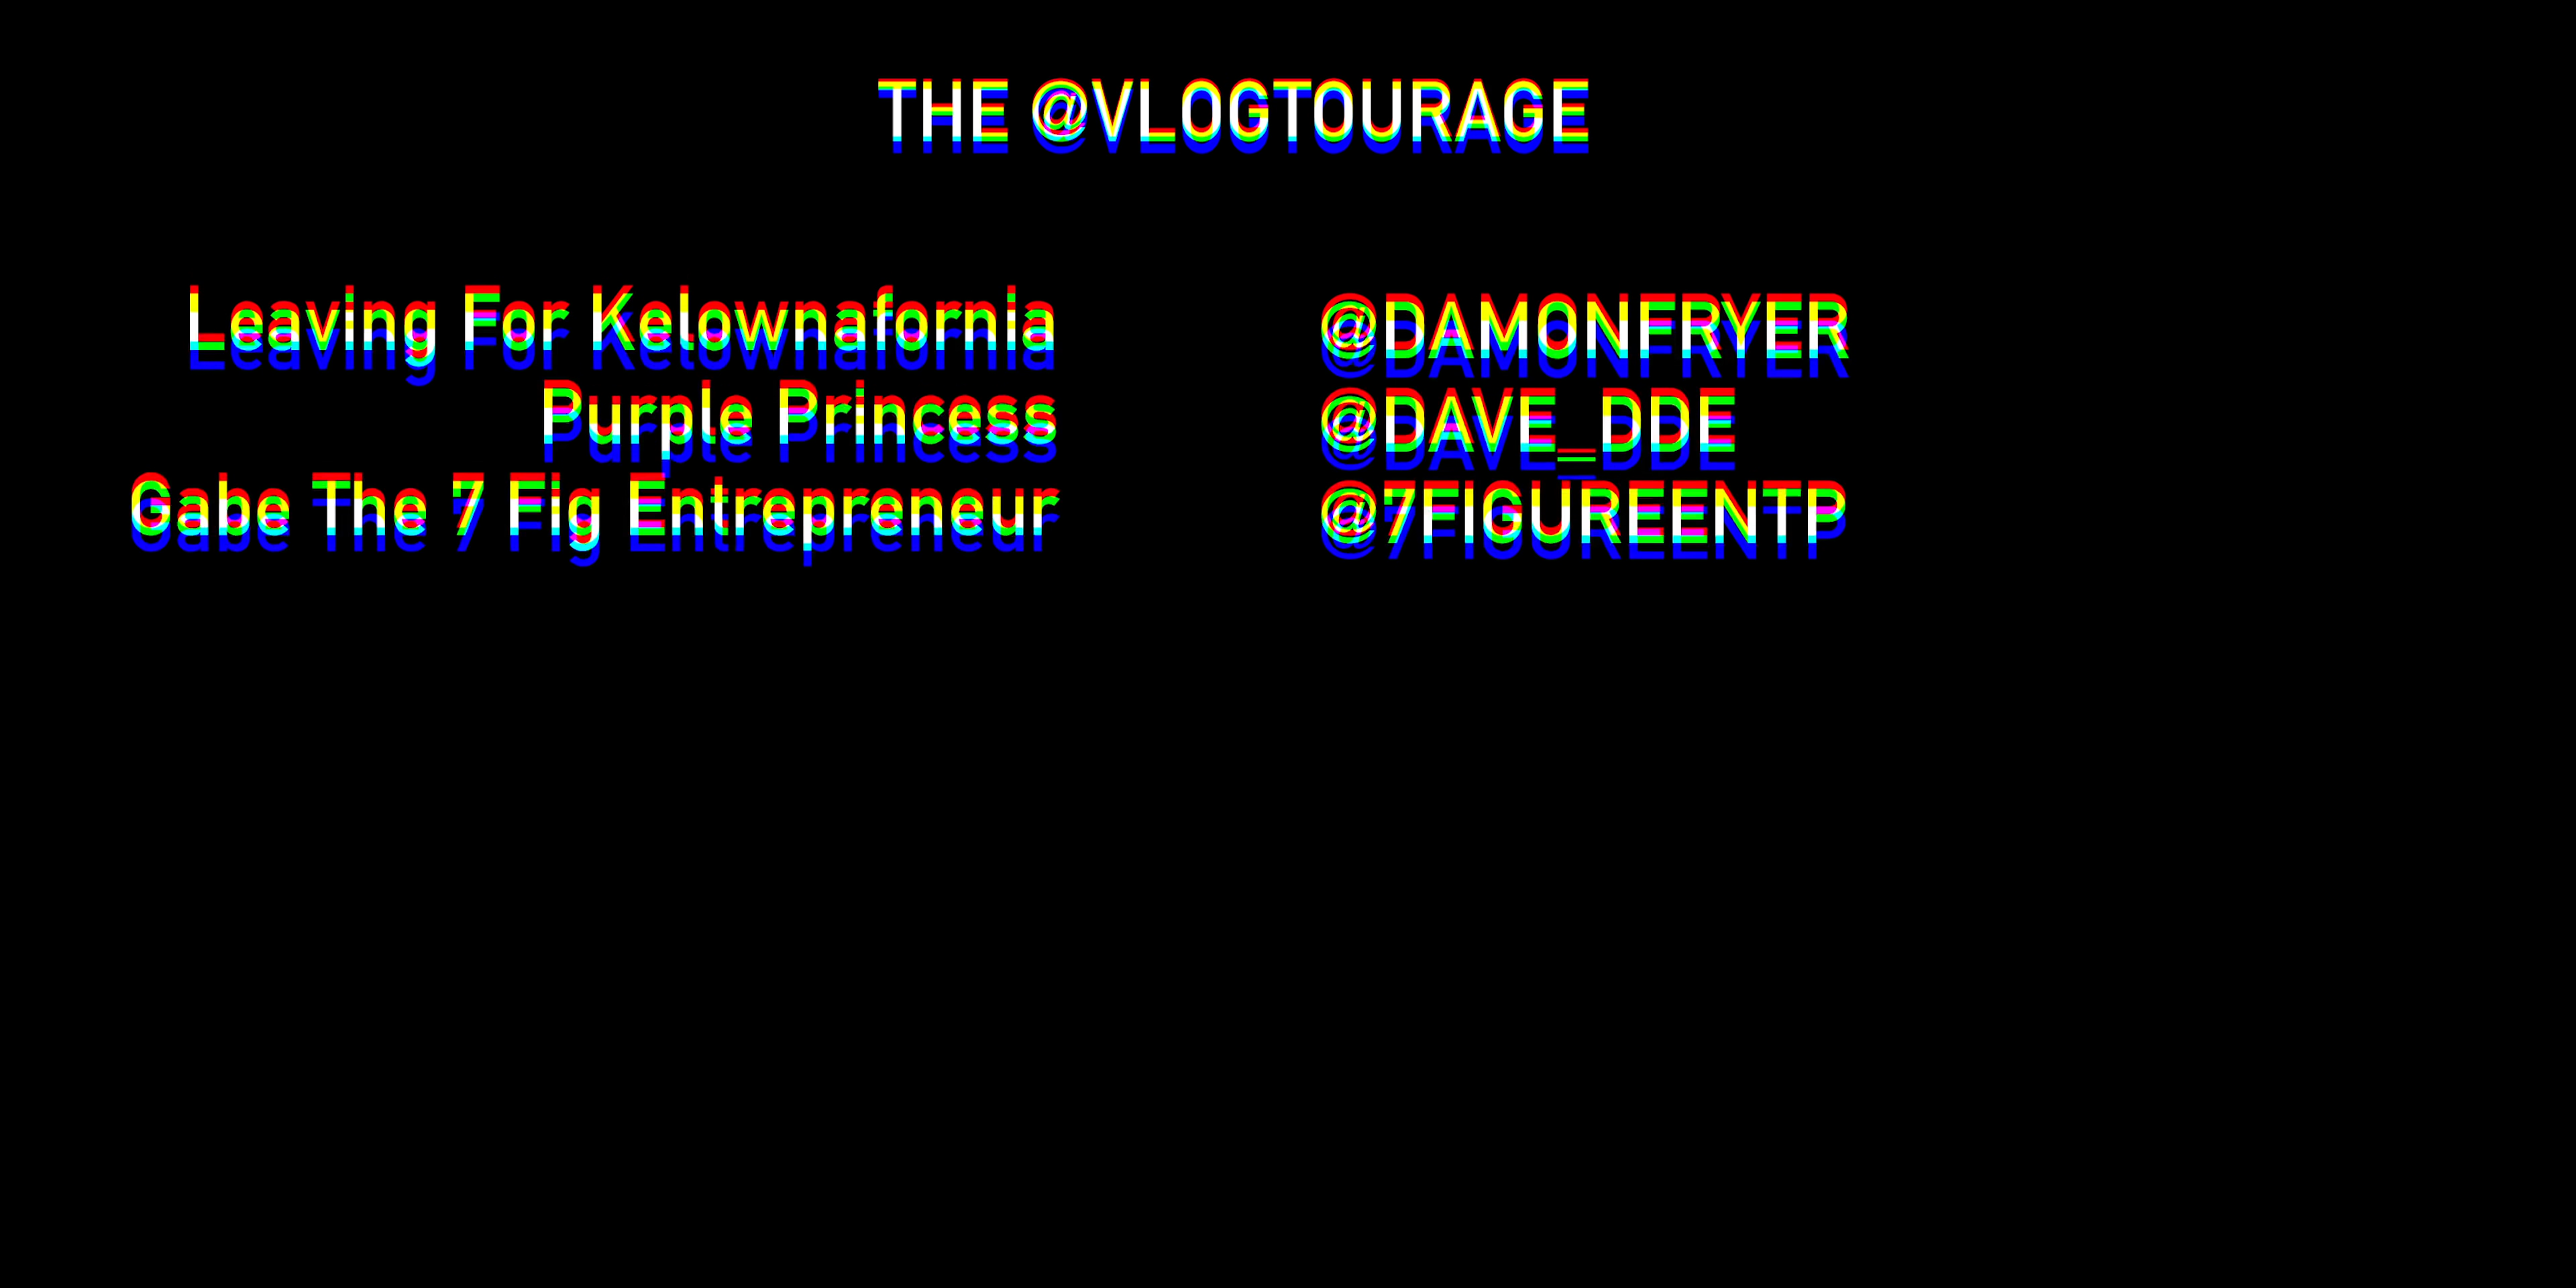 THE @VLOGTOURAGE
Leaving For Kelownafornia @DAMONFRYER
Purple Princess @DAVE_DDE
Gabe The 7 Fig Entrepreneur @7FIGUREENTP